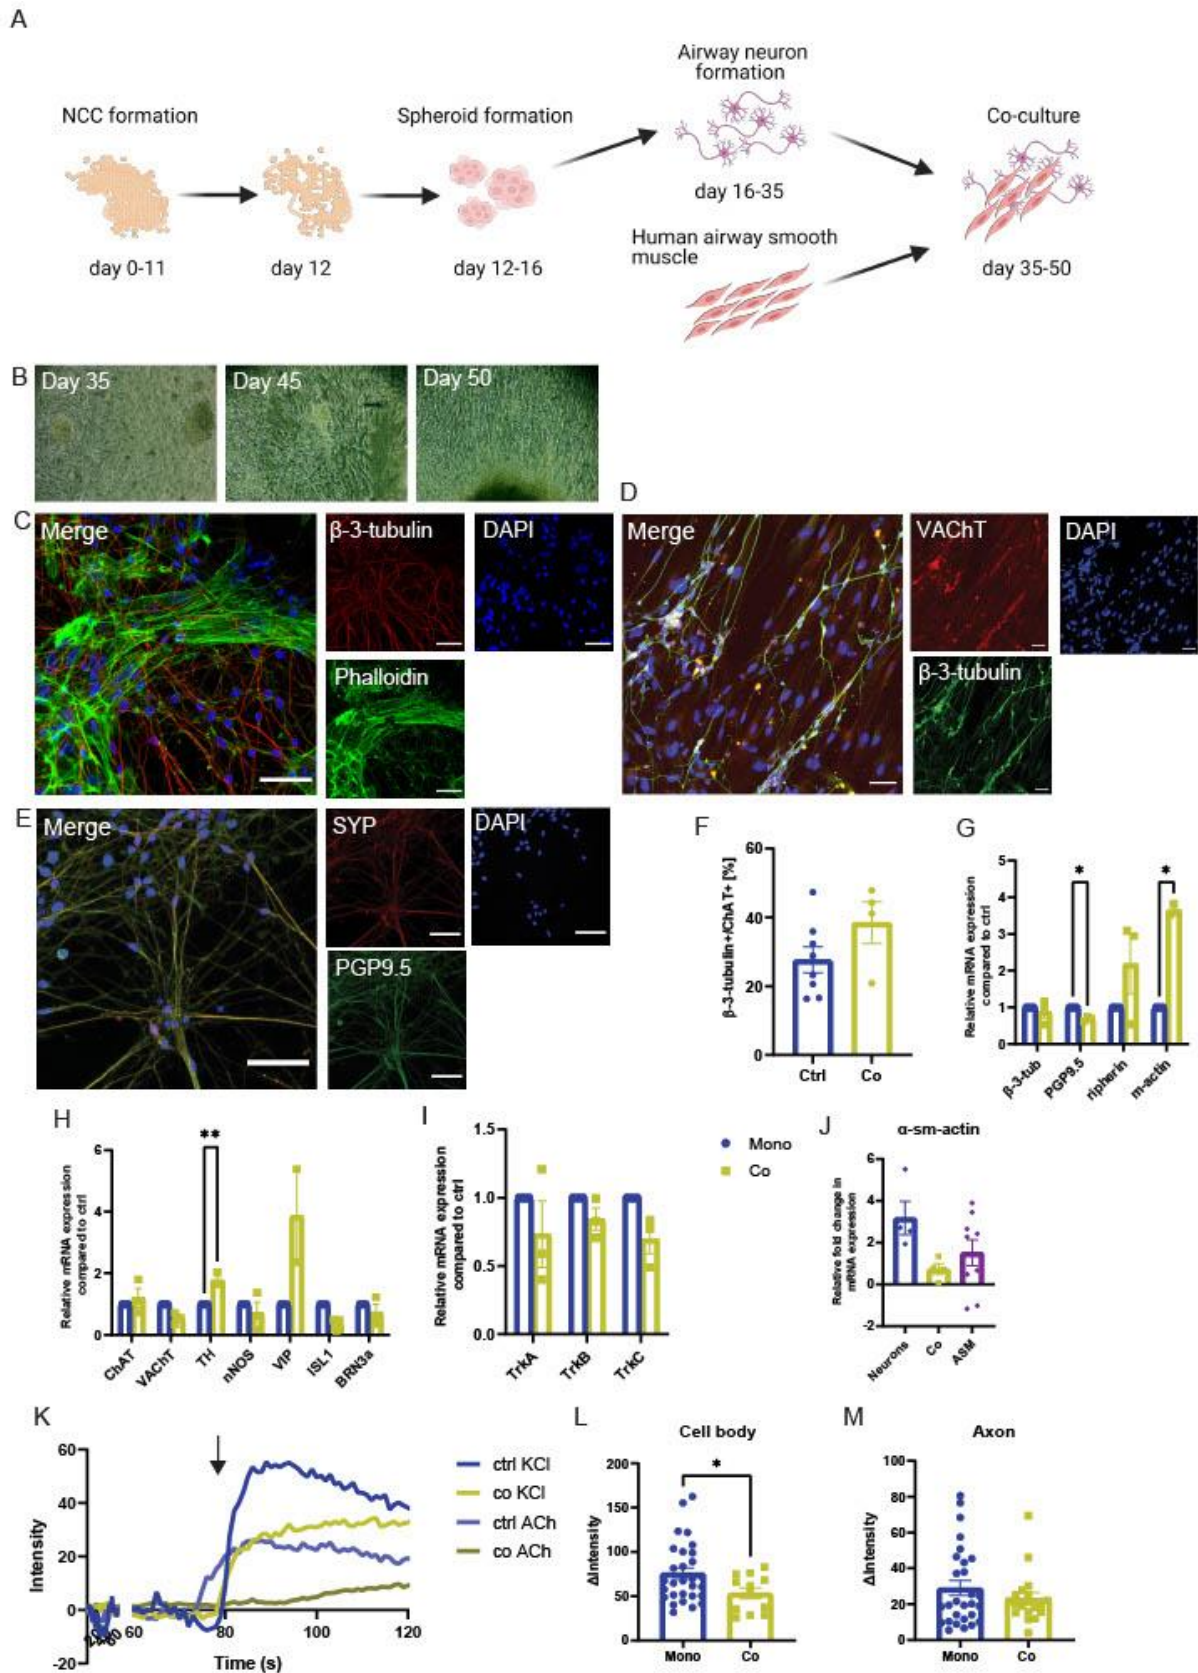 A
NCC formation
Spheroid formation
Airway neuron
formation
Co-culture
day 0-11
day 12
day 12-16
day 16-35
Human airway smooth
muscle
day 35-50
B
Day 35
Day 45
Day 50
C
Merge
β-3-tubulin
DAPI
Phalloidin
D
Merge
VAChT
DAPI
β-3-tubulin
E
Merge
SYP
DAPI
PGP9.5
F
β-3-tubulin+/ChAT+ [%]
60
40
20
0
Ctrl
Co
G
Relative mRNA expression
compared to ctrl
5
4
3
2
1
0
*
*
β-3-tub
PGP9.5
ripherin
m-actin
H
Relative mRNA expression
compared to ctrl
6
4
2
0
**
ChAT
VAChT
TH
nNOS
VIP
ISL1
BRN3a
I
Relative mRNA expression
compared to ctrl
1.5
1.0
0.5
0.0
TrkA
TrkB
TrkC
Mono
Co
J
α-sm-actin
Relative fold change in
mRNA expression
6
4
2
0
-2
Neurons
Co
ASM
K
Intensity
60
40
20
0
-20
60
80
100
120
Time (s)
ctrl KCl
co KCl
ctrl ACh
co ACh
L
Cell body
ΔIntensity
200
150
100
50
0
*
Mono
Co
M
Axon
ΔIntensity
100
80
60
40
20
0
Mono
Co